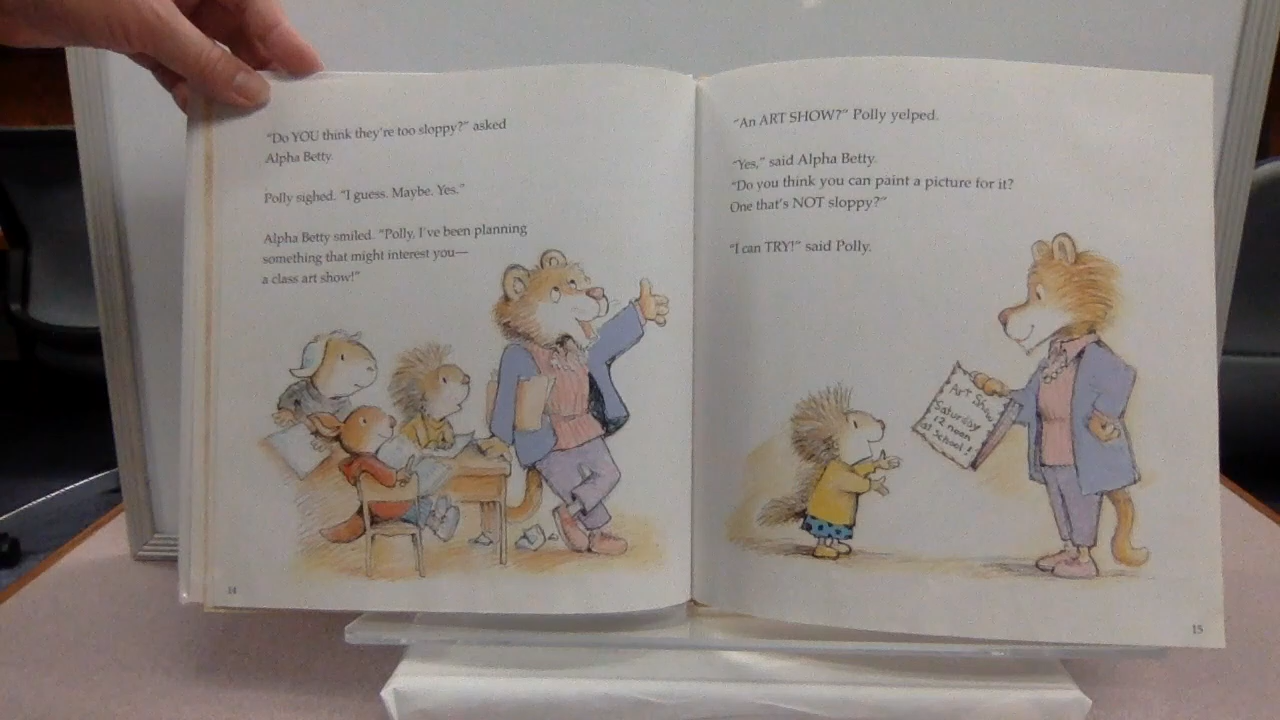 "Do YOU think they're too sloppy?" asked
Alpha Betty.
Polly sighed. "I guess. Maybe. Yes."
Alpha Betty smiled. "Polly, I've been planning
something that might interest you—
a class art show!"
14
"An ART SHOW?" Polly yelped.
"Yes," said Alpha Betty.
"Do you think you can paint a picture for it?
One that's NOT sloppy?"
"I can TRY!" said Polly.
Art Show
Saturday
12 noon
at School!
15